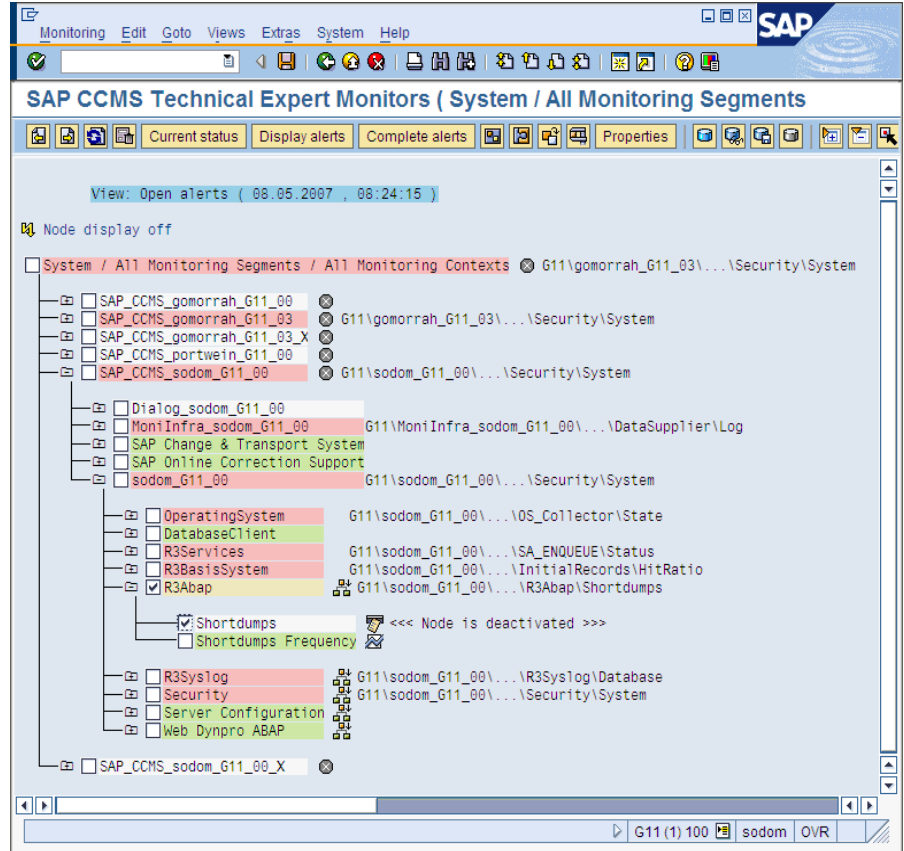 Monitoring Edit Goto Views Extras System Help
SAP
SAP CCMS Technical Expert Monitors ( System / All Monitoring Segments
Current status Display alerts Complete alerts Properties
View: Open alerts ( 08.05.2007 , 08:24:15 )
Node display off
System / All Monitoring Segments / All Monitoring Contexts G11\gomorrah_G11_03\...\Security\System
SAP_CCMS_gomorrah_G11_00
SAP_CCMS_gomorrah_G11_03 G11\gomorrah_G11_03\...\Security\System
SAP_CCMS_gomorrah_G11_03_X
SAP_CCMS_portwein_G11_00
SAP_CCMS_sodom_G11_00 G11\sodom_G11_00\...\Security\System
Dialog_sodom_G11_00
MoniInfra_sodom_G11_00 G11\MoniInfra_sodom_G11_00\...\DataSupplier\Log
SAP Change & Transport System
SAP Online Correction Support
sodom_G11_00 G11\sodom_G11_00\...\Security\System
OperatingSystem G11\sodom_G11_00\...\OS_Collector\State
DatabaseClient
R3Services G11\sodom_G11_00\...\SA_ENQUEUE\Status
R3BasisSystem G11\sodom_G11_00\...\InitialRecords\HitRatio
R3Abap G11\sodom_G11_00\...\R3Abap\Shortdumps
Shortdumps <<< Node is deactivated >>>
Shortdumps Frequency
R3Syslog G11\sodom_G11_00\...\R3Syslog\Database
Security G11\sodom_G11_00\...\Security\System
Server Configuration
Web Dynpro ABAP
SAP_CCMS_sodom_G11_00_X
G11 (1) 100 sodom OVR